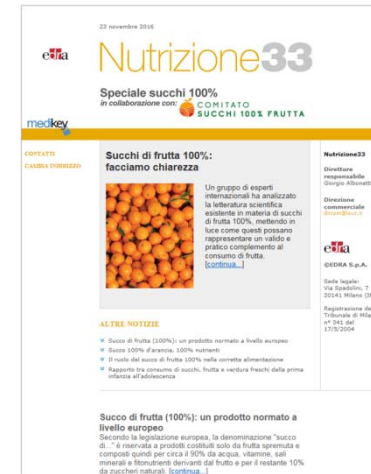 23 novembre 2016
edra
Nutrizione33
Speciale succhi 100%
in collaborazione con:
COMITATO
SUCCHI 100% FRUTTA
medikey
CONTATTI
CAMBIA INDIRIZZO
Succhi di frutta 100%:
facciamo chiarezza
Un gruppo di esperti
internazionali ha analizzato
la letteratura scientifica
esistente in materia di succhi
di frutta 100%, mettendo in
luce come questi possano
rappresentare un valido e
pratico complemento al
consumo di frutta.
[continua...]
ALTRE NOTIZIE
Succo di frutta (100%): un prodotto normato a livello europeo
Succo 100% d'arancia, 100% nutrienti
Il ruolo del succo di frutta 100% nella corretta alimentazione
Rapporto tra consumo di succhi, frutta e verdura freschi dalla prima
infanzia all'adolescenza
Succo di frutta (100%): un prodotto normato a
livello europeo
Secondo la legislazione europea, la denominazione "succo
di..." è riservata a prodotti costituiti solo da frutta spremuta e
composti quindi per circa il 90% da acqua, vitamine, sali
minerali e fitonutrienti derivanti dal frutto e per il restante 10%
da zuccheri naturali. [continua...]
Nutrizione33
Direttore
responsabile
Giorgio Albonetti
Direzione
commerciale
edra
©EDRA S.p.A.
Sede legale:
Via Spadolini, 7
20141 Milano
Registrazione
Tribunale di
n° 341 del
17/5/2004